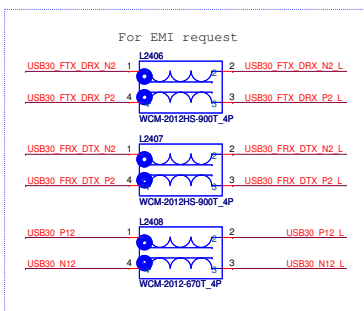 For EMI request
L2406
USB30_FTX_DRX_N2 1 2 USB30_FTX_DRX_N2_L
USB30_FTX_DRX_P2 4 3 USB30_FTX_DRX_P2_L
WCM-2012HS-900T_4P
L2407
USB30_FRX_DTX_N2 1 2 USB30_FRX_DTX_N2_L
USB30_FRX_DTX_P2 4 3 USB30_FRX_DTX_P2_L
WCM-2012HS-900T_4P
L2408
USB30_P12 1 2 USB30_P12_L
USB30_N12 4 3 USB30_N12_L
WCM-2012-670T_4P